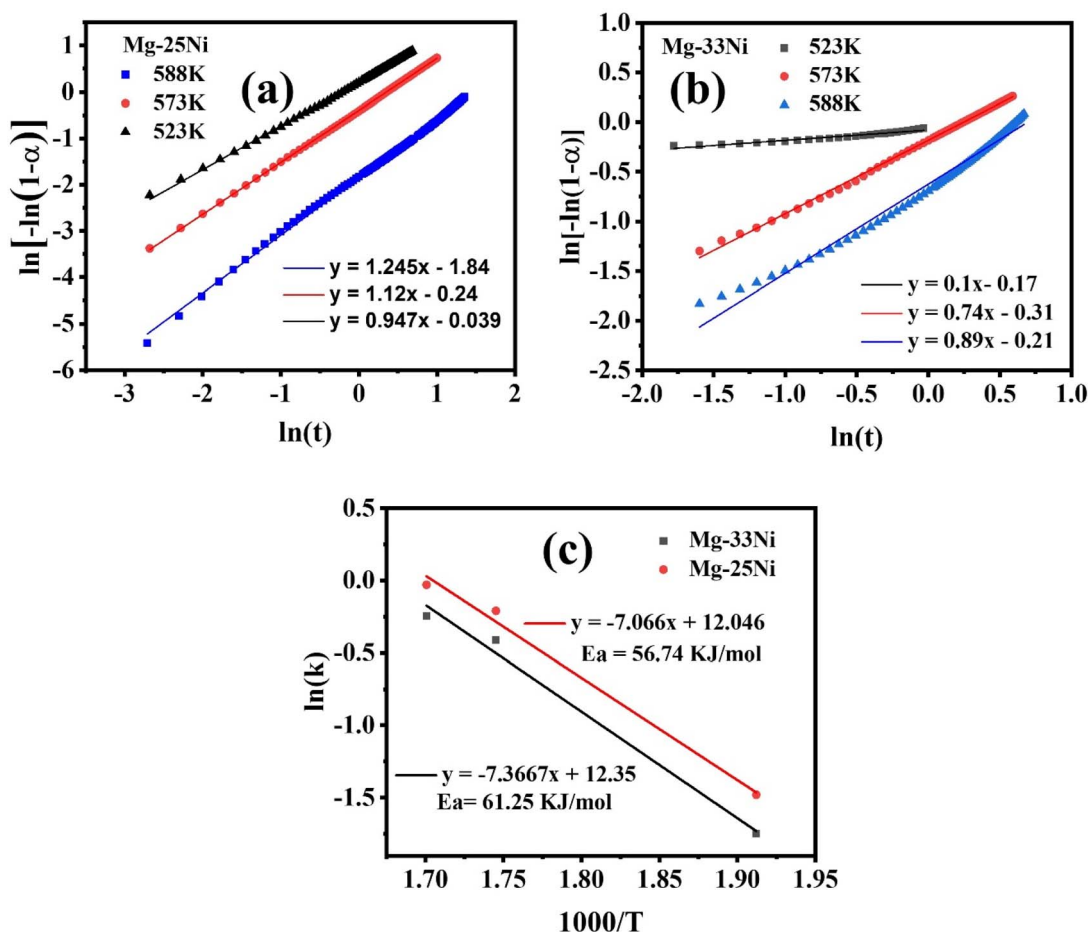 Mg-25Ni
588K
573K
523K
(a)
y = 1.245x - 1.84
y = 1.12x - 0.24
y = 0.947x - 0.039
ln[-ln(1-α)]
1
0
-1
-2
-3
-4
-5
-6
-3 -2 -1 0 1 2
ln(t)
Mg-33Ni
523K
573K
588K
(b)
y = 0.1x- 0.17
y = 0.74x - 0.31
y = 0.89x - 0.21
ln[-ln(1-α)]
1.0
0.5
0.0
-0.5
-1.0
-1.5
-2.0
-2.5
-2.0 -1.5 -1.0 -0.5 0.0 0.5 1.0
ln(t)
(c)
Mg-33Ni
Mg-25Ni
y = -7.066x + 12.046
Ea = 56.74 KJ/mol
y = -7.3667x + 12.35
Ea= 61.25 KJ/mol
ln(k)
0.5
0.0
-0.5
-1.0
-1.5
1.70 1.75 1.80 1.85 1.90 1.95
1000/T